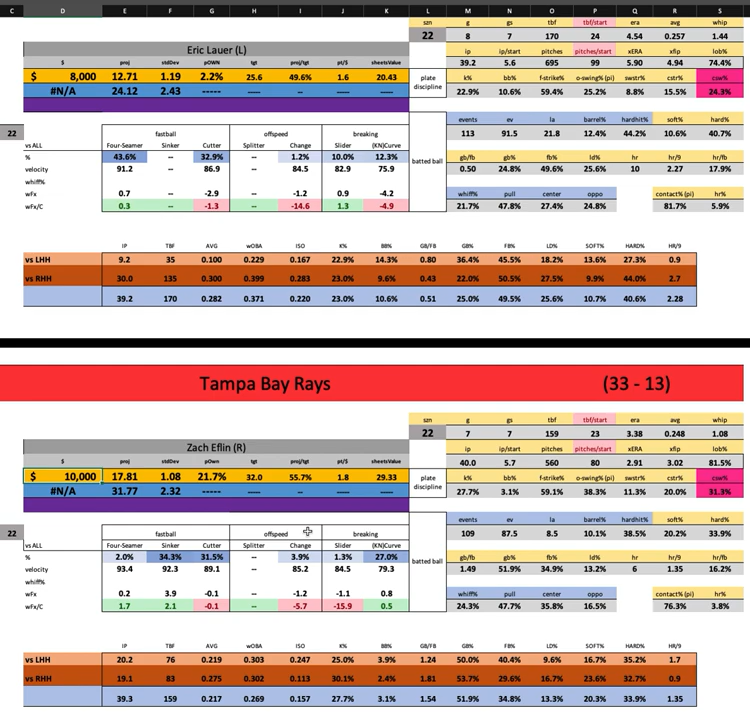 C D E F G H I J K L M N O P Q R S
szn g gs tbf tbf/start era avg whip
22 8 7 170 24 4.54 0.257 1.44
Eric Lauer (L)
ip ip/start pitches pitches/start xERA xfip lob%
39.2 5.6 695 99 5.90 4.94 74.4%
$ proj stdDev pOWN tgt proj/tgt pt/$ sheetsValue
$ 8,000 12.71 1.19 2.2% 25.6 49.6% 1.6 20.43
plate discipline
k% bb% f-strike% o-swing% (pi) swstr% cstr% csw%
#N/A 24.12 2.43 ----- ---- -- ---- ----
22.9% 10.6% 59.4% 25.2% 8.8% 15.5% 24.3%
events ev la barrel% hardhit% soft% hard%
22 fastball offspeed breaking
113 91.5 21.8 12.4% 44.2% 10.6% 40.7%
vs ALL Four-Seamer Sinker Cutter Splitter Change Slider (KN)Curve
% 43.6% -- 32.9% -- 1.2% 10.0% 12.3%
batted ball
gb/fb gb% fb% ld% hr hr/9 hr/fb
velocity 91.2 86.9 -- 84.5 82.9 75.9
0.50 24.8% 49.6% 25.6% 10 2.27 17.9%
whiff%
wFx 0.7 -- -2.9 -- -1.2 0.9 -4.2
whiff% pull center oppo contact% (pi) hr%
wFx/C 0.3 -- -1.3 -- -14.6 1.3 -4.9
21.7% 47.8% 27.4% 24.8% 81.7% 5.9%
IP TBF AVG wOBA ISO K% BB% GB/FB GB% FB% LD% SOFT% HARD% HR/9
vs LHH 9.2 35 0.100 0.229 0.167 22.9% 14.3% 0.80 36.4% 45.5% 18.2% 13.6% 27.3% 0.9
vs RHH 30.0 135 0.300 0.399 0.283 23.0% 9.6% 0.43 22.0% 50.5% 27.5% 9.9% 44.0% 2.7
39.2 170 0.282 0.371 0.220 23.0% 10.6% 0.51 25.0% 49.5% 25.6% 10.7% 40.6% 2.28
Tampa Bay Rays (33 - 13)
szn g gs tbf tbf/start era avg whip
22 7 7 159 23 3.38 0.248 1.08
Zach Eflin (R)
ip ip/start pitches pitches/start xERA xfip lob%
40.0 5.7 560 80 2.91 3.02 81.5%
$ proj stdDev pOwn tgt proj/tgt pt/$ sheetsValue
$ 10,000 17.81 1.08 21.7% 32.0 55.7% 1.8 29.33
plate discipline
k% bb% f-strike% o-swing% (pi) swstr% cstr% csw%
#N/A 31.77 2.32 ----- ---- -- ---- ----
27.7% 3.1% 59.1% 38.3% 11.3% 20.0% 31.3%
events ev la barrel% hardhit% soft% hard%
22 fastball offspeed breaking
109 87.5 8.5 10.1% 38.5% 20.2% 33.9%
vs ALL Four-Seamer Sinker Cutter Splitter Change Slider (KN)Curve
% 2.0% 34.3% 31.5% -- 3.9% 1.3% 27.0%
batted ball
gb/fb gb% fb% ld% hr hr/9 hr/fb
velocity 93.4 92.3 89.1 -- 85.2 84.5 79.3
1.49 51.9% 34.9% 13.2% 6 1.35 16.2%
whiff%
wFx 0.2 3.9 -0.1 -1.2 -1.1 0.8
whiff% pull center oppo contact% (pi) hr%
wFx/C 1.7 2.1 -0.1 -5.7 -15.9 0.5
24.3% 47.7% 35.8% 16.5% 76.3% 3.8%
IP TBF AVG wOBA ISO K% BB% GB/FB GB% FB% LD% SOFT% HARD% HR/9
vs LHH 20.2 76 0.219 0.303 0.247 25.0% 3.9% 1.24 50.0% 40.4% 9.6% 16.7% 35.2% 1.7
vs RHH 19.1 83 0.275 0.302 0.113 30.1% 2.4% 1.81 53.7% 29.6% 16.7% 23.6% 32.7% 0.9
39.3 159 0.217 0.269 0.157 27.7% 3.1% 1.54 51.9% 34.8% 13.3% 20.3% 33.9% 1.35